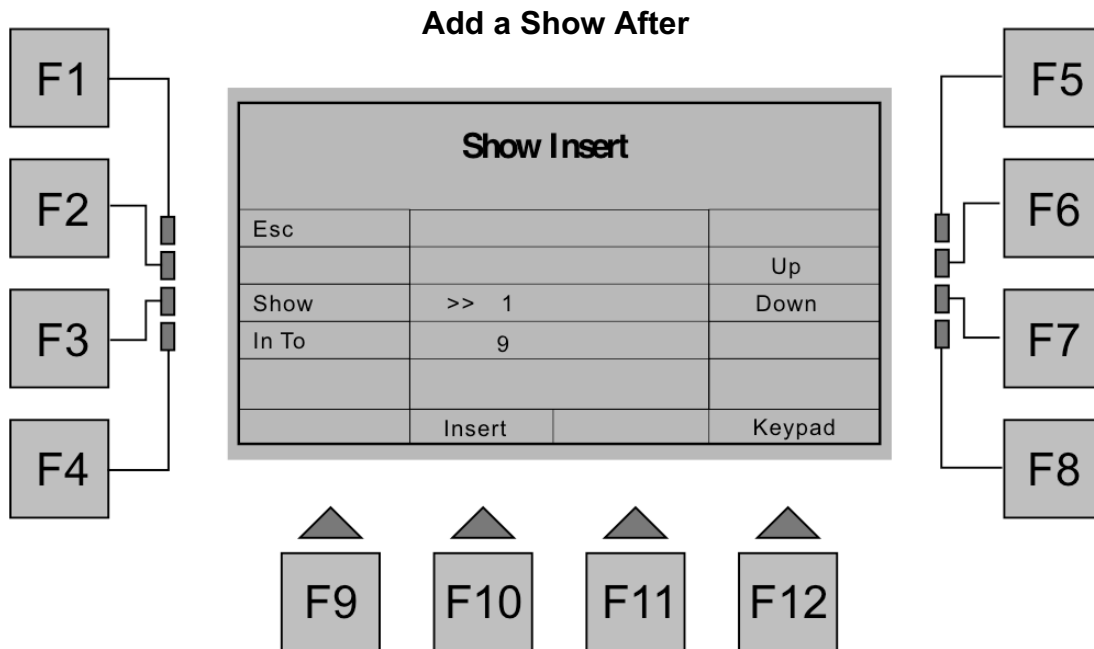 Add a Show After
F1
F5
Show Insert
F2
F6
Esc
Up
Show >> 1 Down
F3
F7
In To 9
Insert Keypad
F4
F8
F9 F10 F11 F12